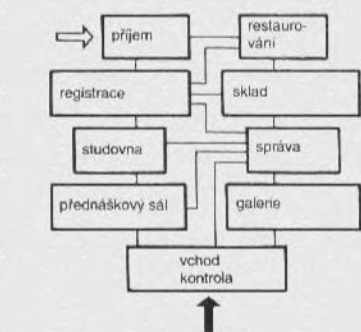 příjem
restauro-
vání
registrace
sklad
studovna
správa
přednáškový sál
galerie
vchod
kontrola